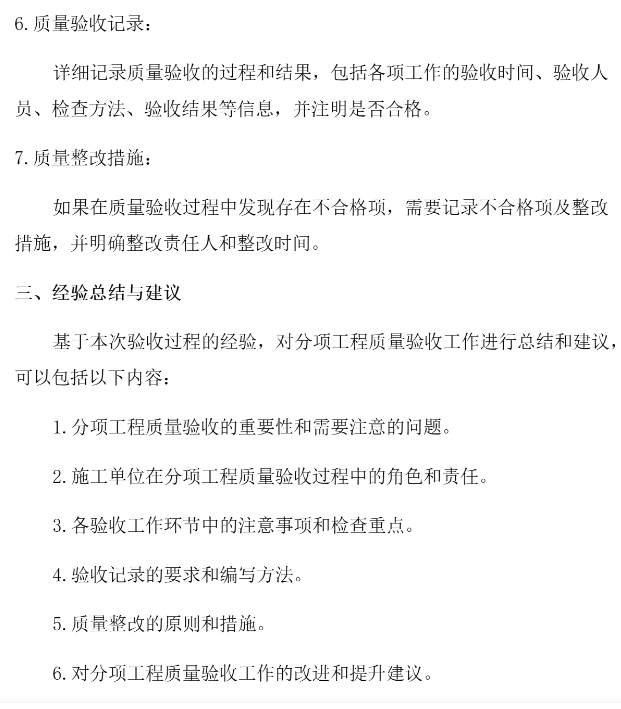 6.质量验收记录：
详细记录质量验收的过程和结果，包括各项工作的验收时间、验收人
员、检查方法、验收结果等信息，并注明是否合格。
7.质量整改措施：
如果在质量验收过程中发现存在不合格项，需要记录不合格项及整改
措施，并明确整改责任人和整改时间。
三、经验总结与建议
基于本次验收过程的经验，对分项工程质量验收工作进行总结和建议，
可以包括以下内容：
1.分项工程质量验收的重要性和需要注意的问题。
2.施工单位在分项工程质量验收过程中的角色和责任。
3.各验收工作环节中的注意事项和检查重点。
4.验收记录的要求和编写方法。
5.质量整改的原则和措施。
6.对分项工程质量验收工作的改进和提升建议。